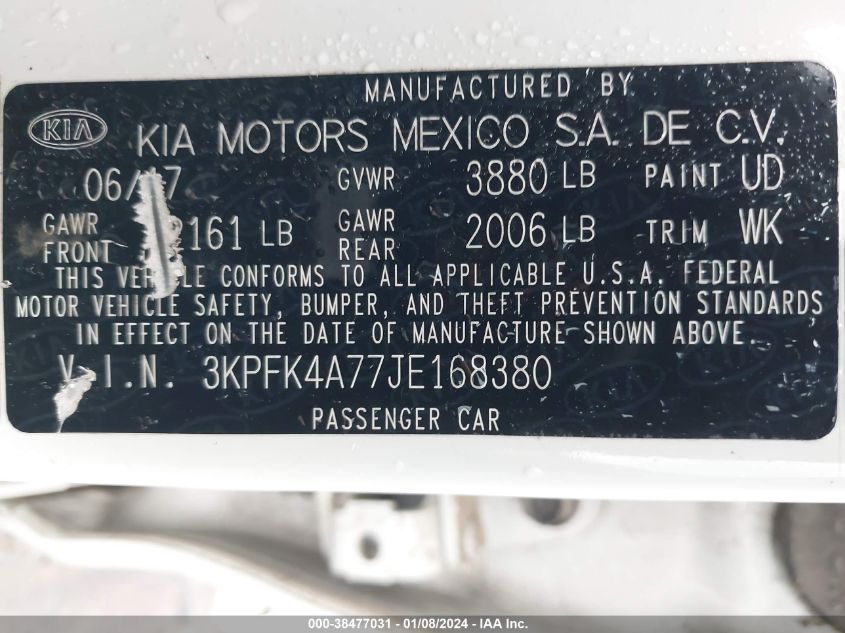 MANUFACTURED BY
KIA KIA MOTORS MEXICO S.A. DE C.V.
GVWR 3880 LB PAINT UD
GAWR FRONT LB GAWR REAR 2006 LB TRIM WK
THIS VEHICLE CONFORMS TO ALL APPLICABLE U.S.A. FEDERAL
MOTOR VEHICLE SAFETY, BUMPER, AND THEFT PREVENTION STANDARDS
IN EFFECT ON THE DATE OF MANUFACTURE SHOWN ABOVE.
V.I.N. 3KPFK4A77JE168380
PASSENGER CAR
000-38477031 - 01/08/2024 - IAA Inc.